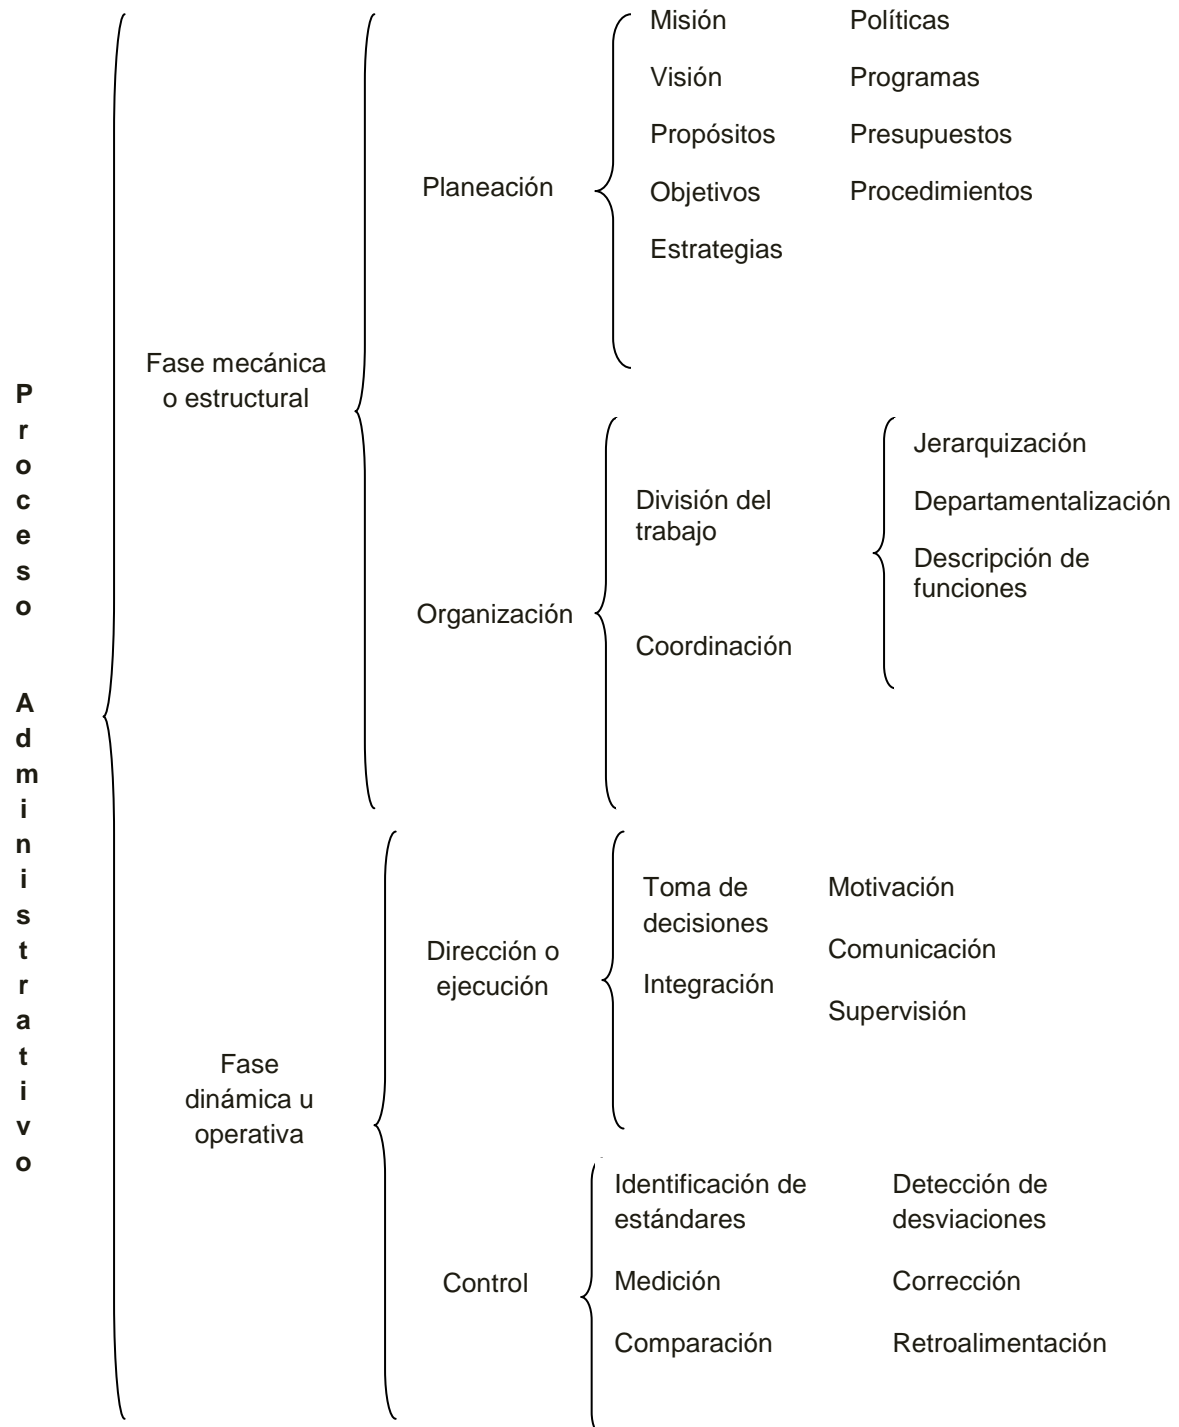 Proceso Administrativo
Fase mecánica
o estructural
Planeación
Misión
Visión
Propósitos
Objetivos
Estrategias
Políticas
Programas
Presupuestos
Procedimientos
Organización
División del
trabajo
Coordinación
Jerarquización
Departamentalización
Descripción de
funciones
Fase
dinámica u
operativa
Dirección o
ejecución
Toma de
decisiones
Integración
Motivación
Comunicación
Supervisión
Control
Identificación de
estándares
Medición
Comparación
Detección de
desviaciones
Corrección
Retroalimentación